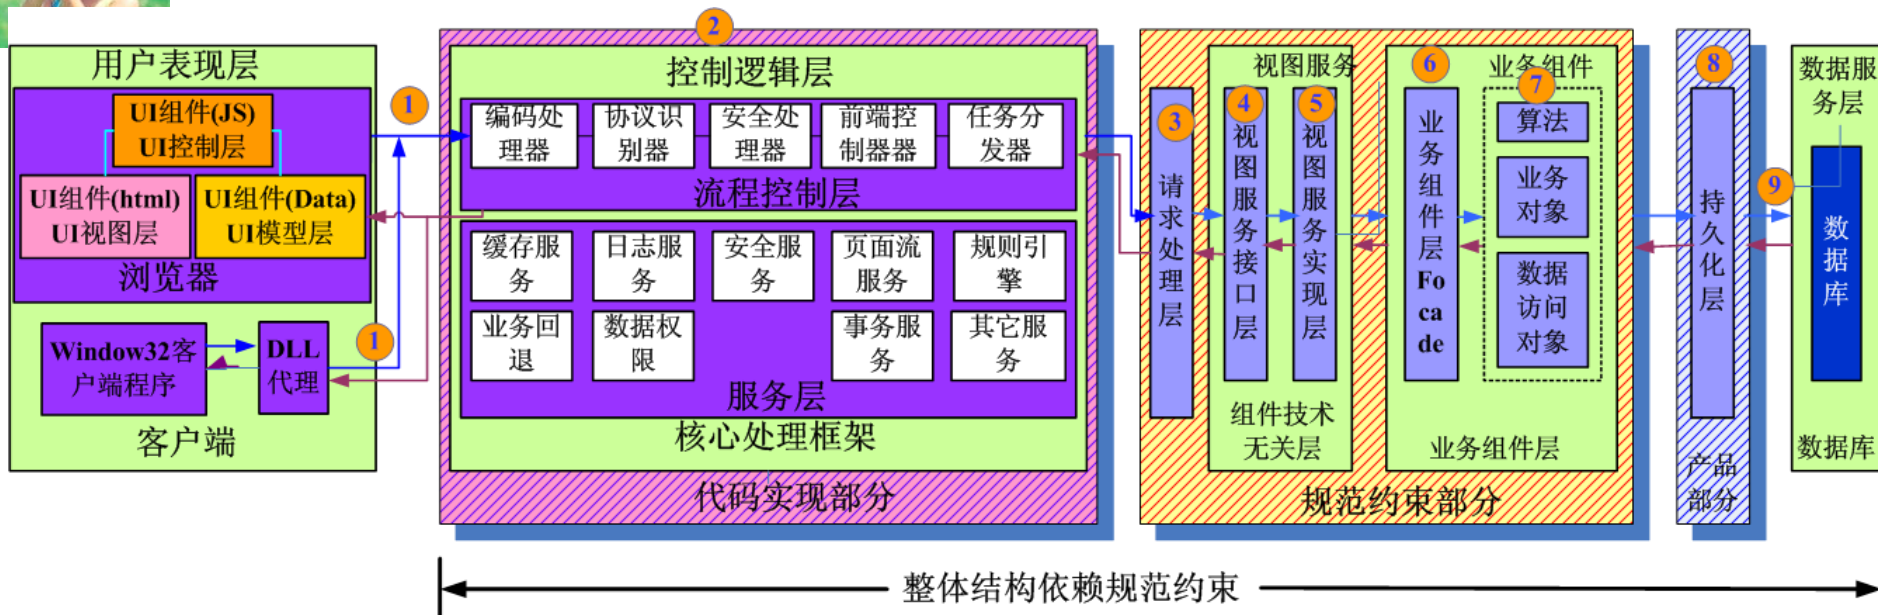 用户表现层
UI组件(JS)
UI控制层
UI组件(html)
UI视图层
UI组件(Data)
UI模型层
浏览器
Window32客
户端程序
DLL
代理
客户端
1
1
2
控制逻辑层
编码处
理器
协议识
别器
安全处
理器
前端控
制器器
任务分
发器
流程控制层
缓存服
务
日志服
务
安全服
务
页面流
服务
规则引
擎
业务回
退
数据权
限
事务服
务
其它服
务
服务层
核心处理框架
代码实现部分
3
请
求
处
理
层
视图服务
4
视
图
服
务
接
口
层
5
视
图
服
务
实
现
层
组件技术
无关层
业务组件
6
业
务
组
件
层
Fo
ca
de
7
算法
业务
对象
数据
访问
对象
业务组件层
规范约束部分
8
持
久
化
层
产品
部分
9
数据服
务层
数
据
库
数据库
整体结构依赖规范约束